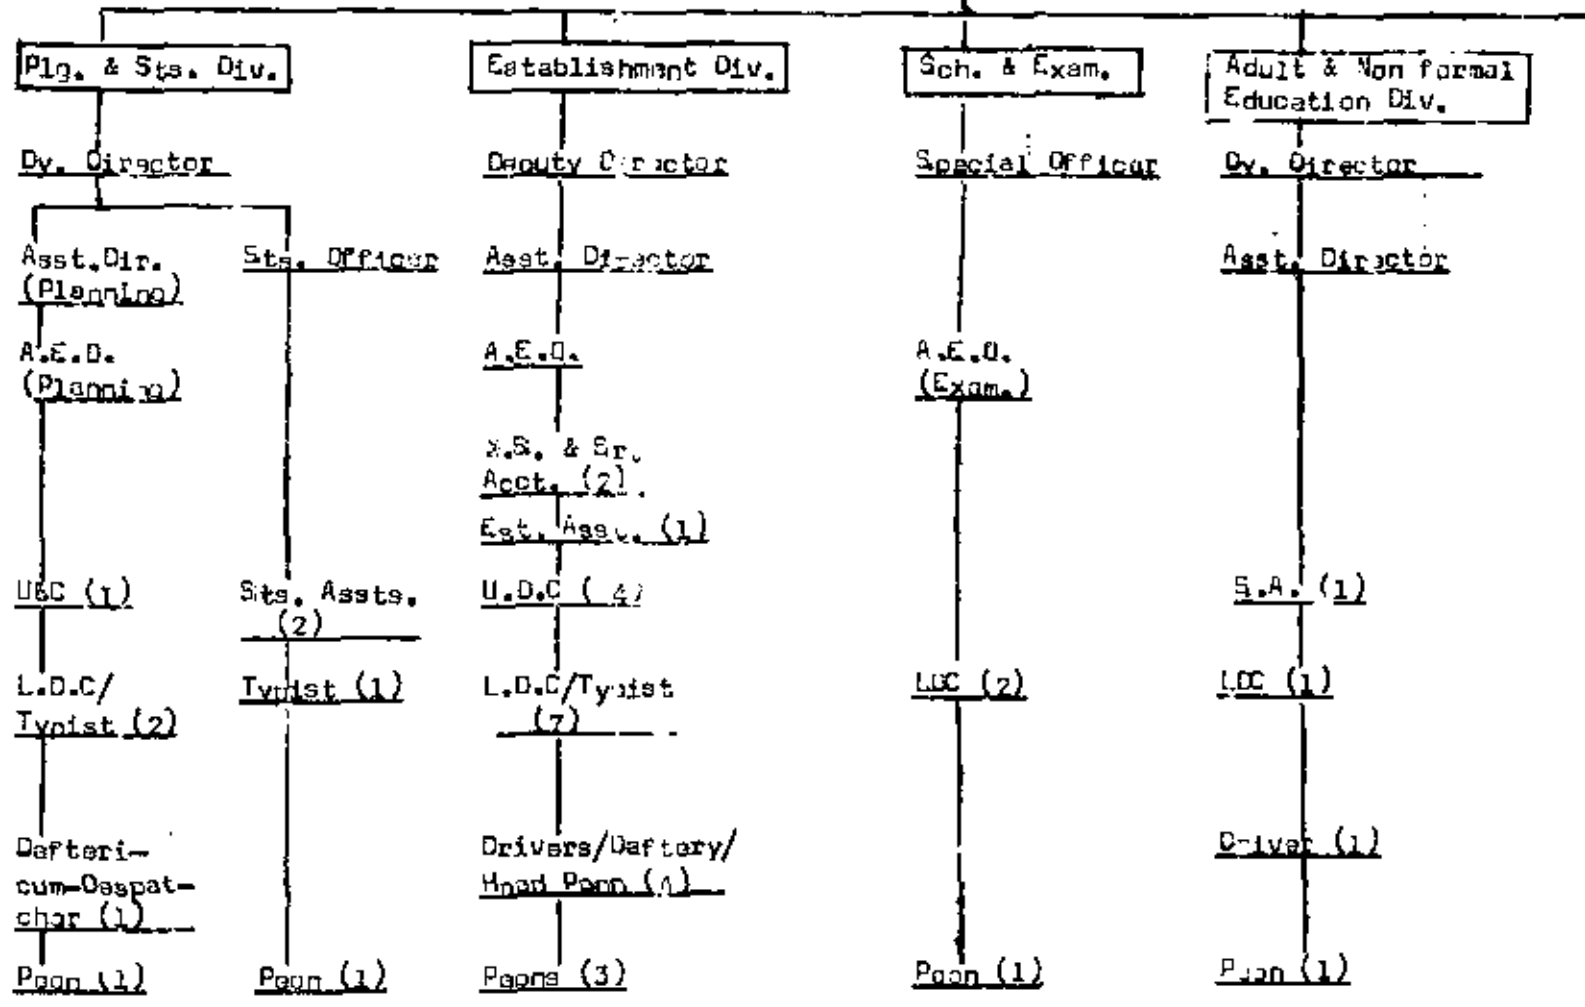 Plg. & Sts. Div.
Dy. Director
Asst.Dir.
(Planning)
A.E.O.
(Planning)
UDC (1)
L.D.C/
Typist (2)
Dafteri-
cum-Despat-
cher (1)
Peon (1)
Sts. Officer
Sts. Assts.
(2)
Typist (1)
Peon (1)
Eatablishment Div.
Deputy Director
Asst. Director
A.E.O.
& Sr.
Acct. (2)
Est. Asst. (1)
U.D.C (4)
L.D.C/Typist
(7)
Drivers/Daftery/
Head Peon (4)
Peons (3)
Sch. & Exam.
Special Officer
A.E.O.
(Exam.)
LDC (2)
Peon (1)
Adult & Non formal
Education Div.
Dy. Director
Asst. Director
S.A. (1)
LDC (1)
Driver (1)
Peon (1)